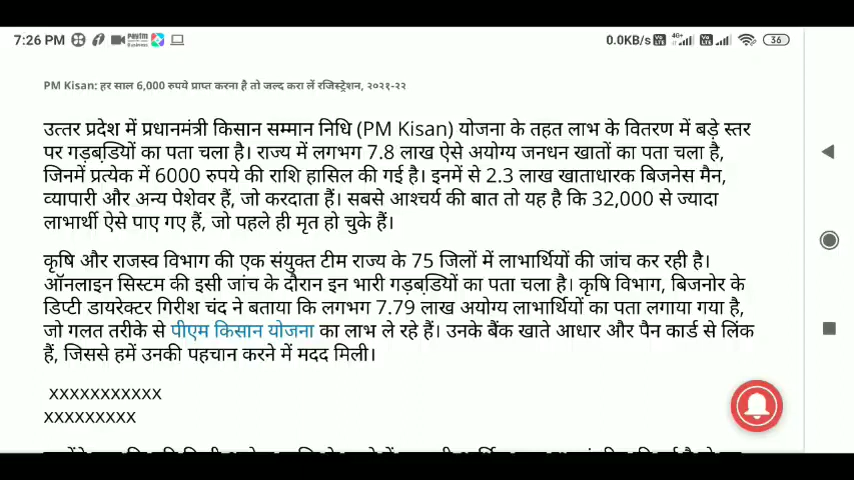 7:26 PM
0.0KB/s 4G+ 36
PM Kisan: हर साल 6,000 रुपये प्राप्त करना है तो जल्द करा लें रजिस्ट्रेशन, २०२१-२२
उत्तर प्रदेश में प्रधानमंत्री किसान सम्मान निधि (PM Kisan) योजना के तहत लाभ के वितरण में बड़े स्तर
पर गड़बड़ियों का पता चला है। राज्य में लगभग 7.8 लाख ऐसे अयोग्य जनधन खातों का पता चला है,
जिनमें प्रत्येक में 6000 रुपये की राशि हासिल की गई है। इनमें से 2.3 लाख खाताधारक बिजनेस मैन,
व्यापारी और अन्य पेशेवर हैं, जो करदाता हैं। सबसे आश्चर्य की बात तो यह है कि 32,000 से ज्यादा
लाभार्थी ऐसे पाए गए हैं, जो पहले ही मृत हो चुके हैं।
कृषि और राजस्व विभाग की एक संयुक्त टीम राज्य के 75 जिलों में लाभार्थियों की जांच कर रही है।
ऑनलाइन सिस्टम की इसी जांच के दौरान इन भारी गड़बड़ियों का पता चला है। कृषि विभाग, बिजनोर के
डिप्टी डायरेक्टर गिरीश चंद ने बताया कि लगभग 7.79 लाख अयोग्य लाभार्थियों का पता लगाया गया है,
जो गलत तरीके से पीएम किसान योजना का लाभ ले रहे हैं। उनके बैंक खाते आधार और पैन कार्ड से लिंक
हैं, जिससे हमें उनकी पहचान करने में मदद मिली।
xxxxxxxxxxx
xxxxxxxxx